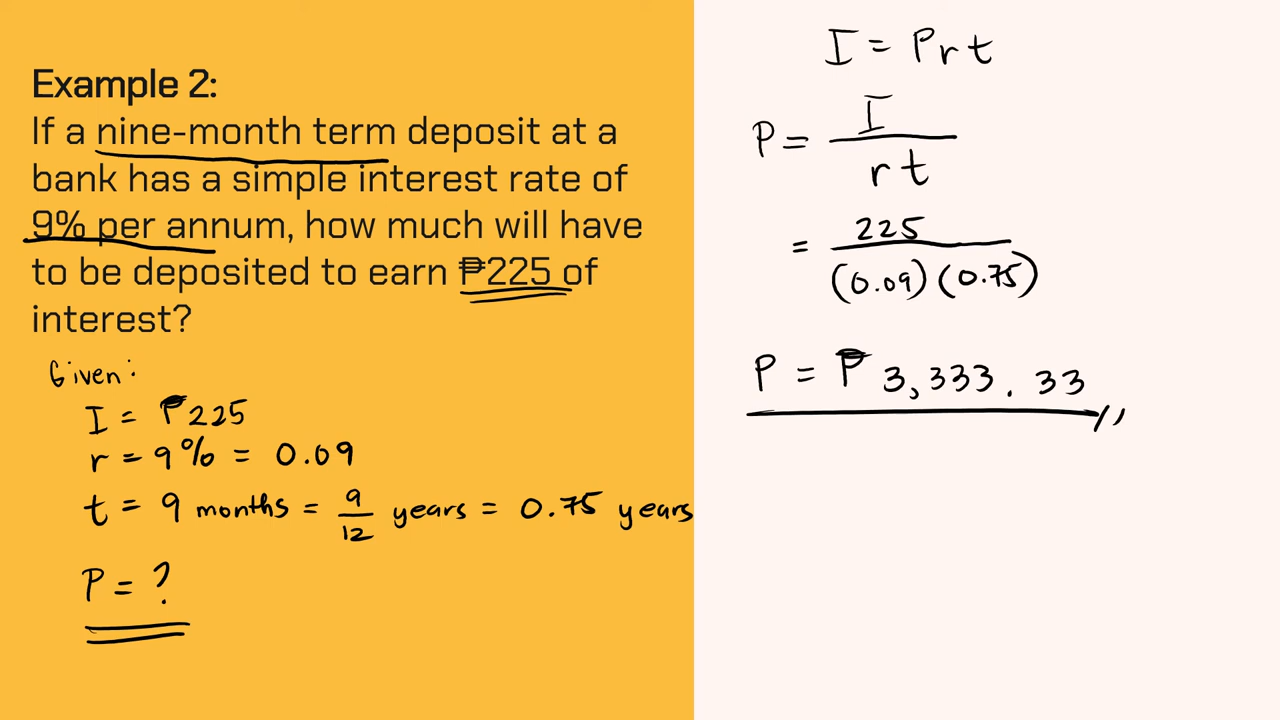 Example 2:
If a nine-month term deposit at a
bank has a simple interest rate of
9% per annum, how much will have
to be deposited to earn ₱225 of
interest?
Given:
I = ₱225
r = 9% = 0.09
t = 9 months = 9/12 years = 0.75 years
P = ?
I = Prt
P = I / rt
= 225 / (0.09)(0.75)
P = ₱ 3,333.33